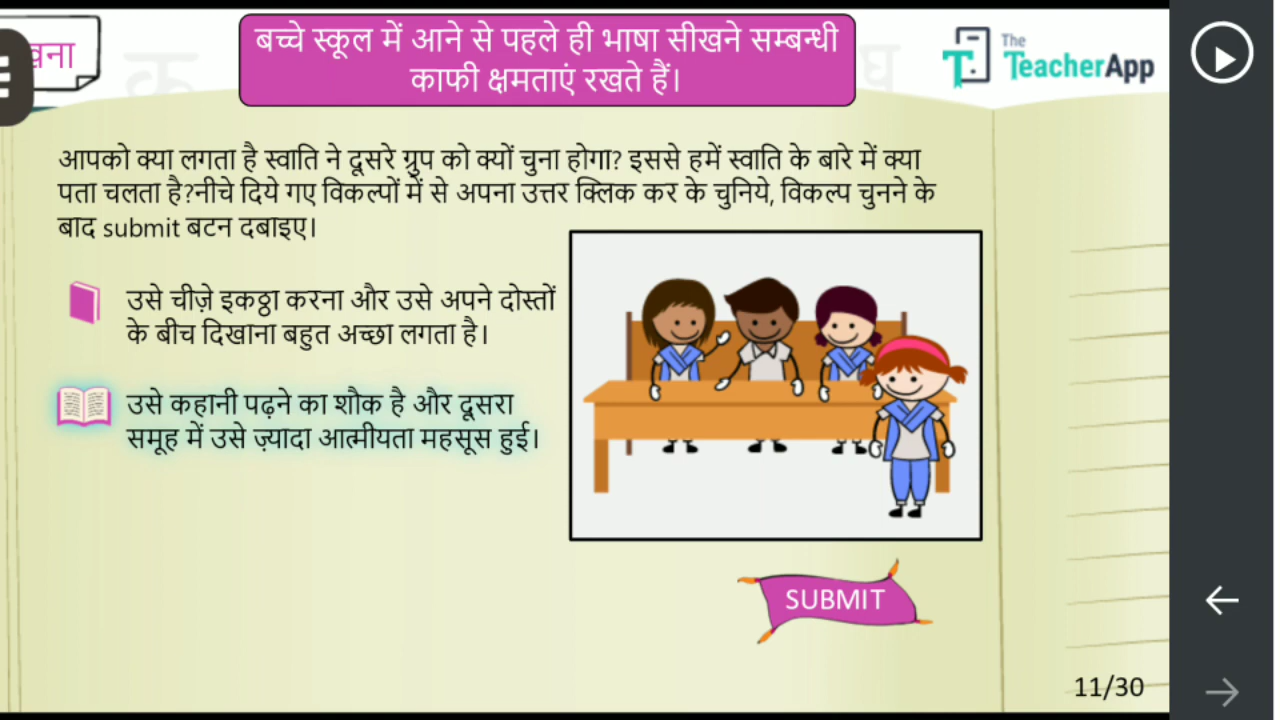 बच्चे स्कूल में आने से पहले ही भाषा सीखने सम्बन्धी
काफी क्षमताएं रखते हैं।
The
TeacherApp
क
घ
आपको क्या लगता है स्वाति ने दूसरे ग्रुप को क्यों चुना होगा? इससे हमें स्वाति के बारे में क्या
पता चलता है?नीचे दिये गए विकल्पों में से अपना उत्तर क्लिक कर के चुनिये, विकल्प चुनने के
बाद submit बटन दबाइए।
उसे चीज़े इकठ्ठा करना और उसे अपने दोस्तों
के बीच दिखाना बहुत अच्छा लगता है।
उसे कहानी पढ़ने का शौक है और दूसरा
समूह में उसे ज़्यादा आत्मीयता महसूस हुई।
SUBMIT
11/30